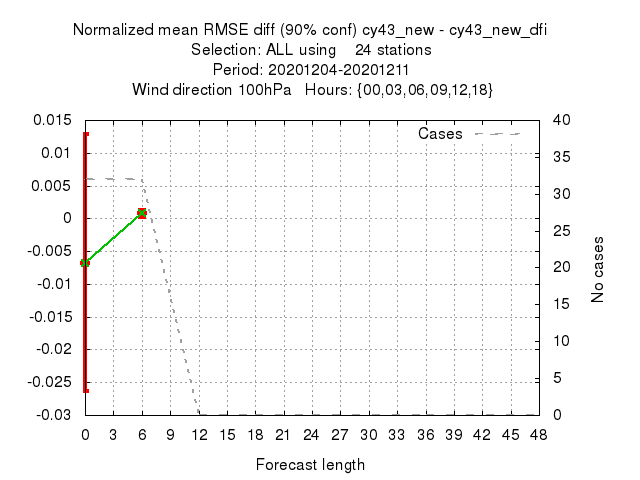 Normalized mean RMSE diff (90% conf) cy43_new - cy43_new_dfi
Selection: ALL using    24 stations
Period: 20201204-20201211
Wind direction 100hPa   Hours: {00,03,06,09,12,18}
Cases
0.015
0.01
0.005
0
-0.005
-0.01
-0.015
-0.02
-0.025
-0.03
40
35
30
25
20
15
10
5
0
No cases
0 3 6 9 12 15 18 21 24 27 30 33 36 39 42 45 48
Forecast length